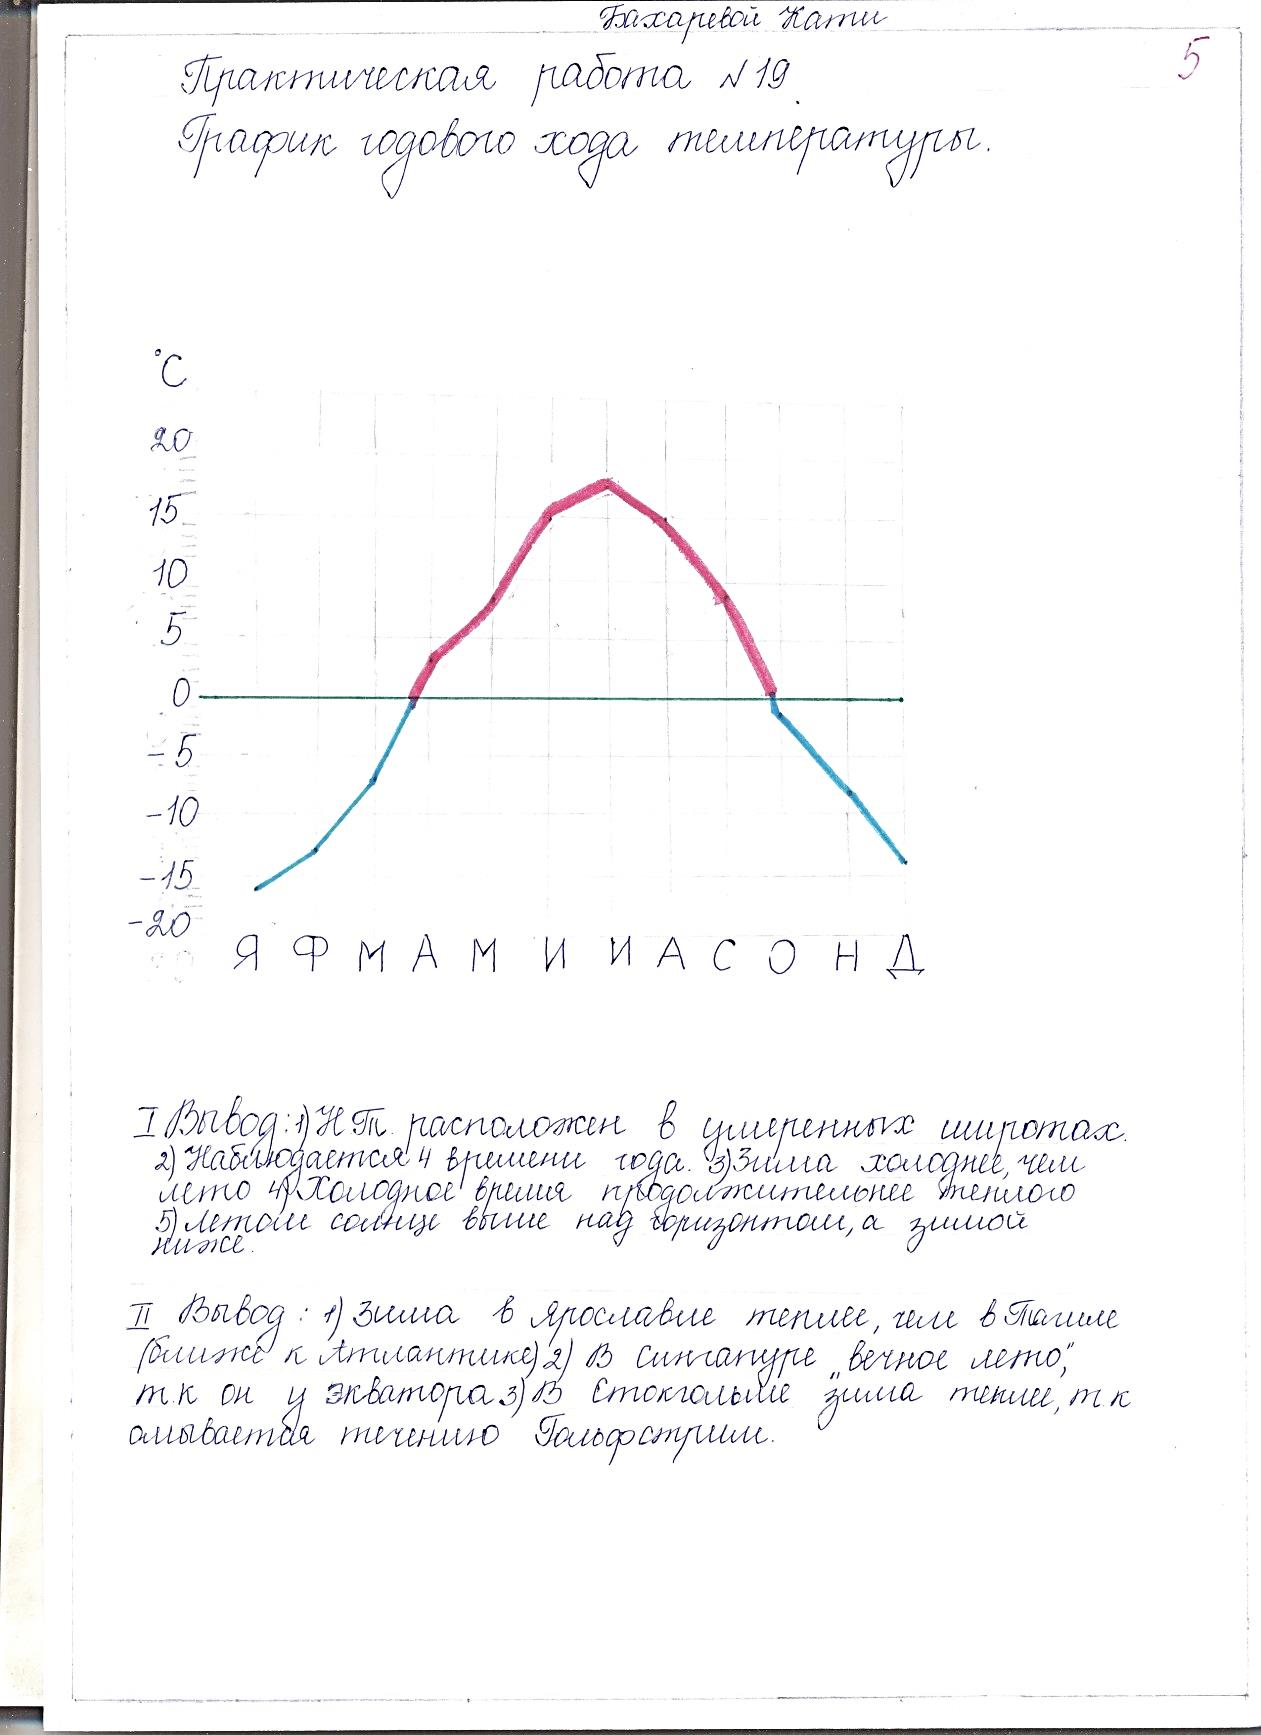 Бахаревой Кати
5
Практическая работа №19
График годового хода температуры.
°С
20
15
10
5
0
-5
-10
-15
-20
Я Ф М А М И И А С О Н Д
I Вывод: 1) НТ. расположен в умеренных широтах.
2) Наблюдается 4 времени года. 3) Зима холоднее, чем
лето 4) Холодное время продолжительнее теплого
5) летом солнце выше над горизонтом, а зимой
ниже.
II Вывод: 1) Зима в Ярославле теплее, чем в Тагиле
(ближе к Атлантике) 2) В Сингапуре „вечное лето",
т.к он у экватора 3) В Стокгольме зима теплее, т к
омывается течению Гольфстрим.